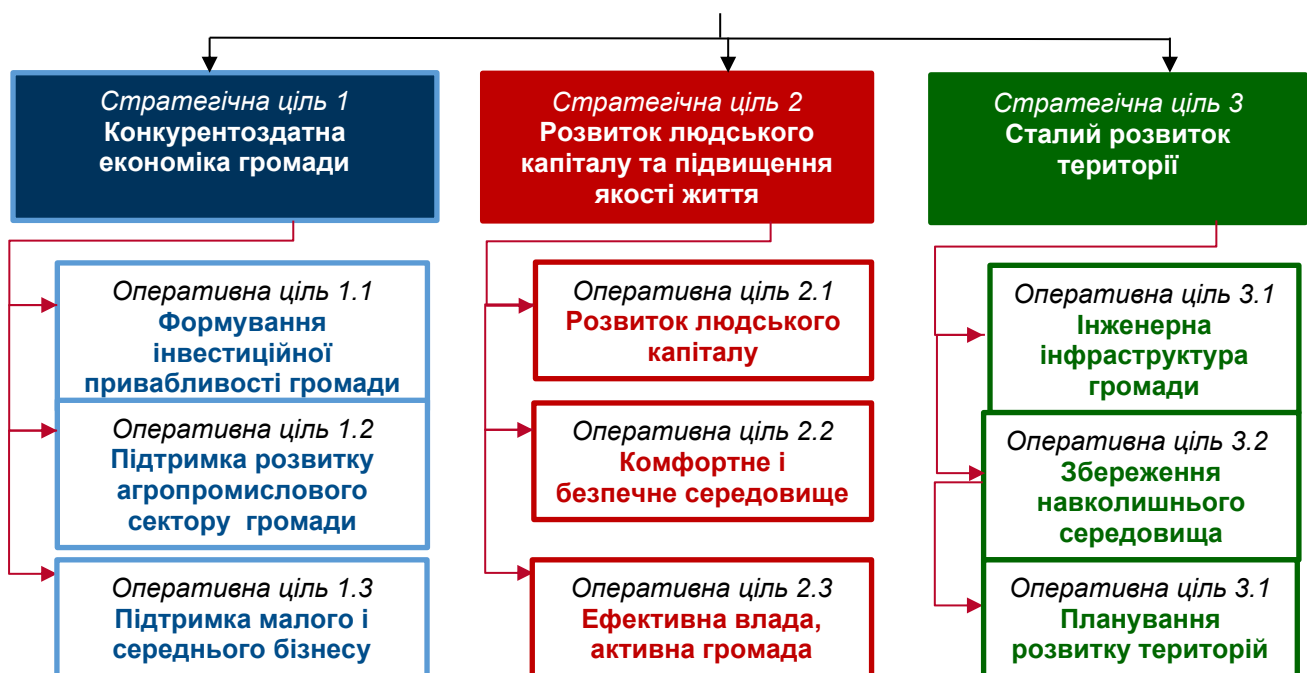 Стратегічна ціль 1
Конкурентоздатна
економіка громади
Оперативна ціль 1.1
Формування
інвестиційної
привабливості громади
Оперативна ціль 1.2
Підтримка розвитку
агропромислового
сектору громади
Оперативна ціль 1.3
Підтримка малого і
середнього бізнесу
Стратегічна ціль 2
Розвиток людського
капіталу та підвищення
якості життя
Оперативна ціль 2.1
Розвиток людського
капіталу
Оперативна ціль 2.2
Комфортне і
безпечне середовище
Оперативна ціль 2.3
Ефективна влада,
активна громада
Стратегічна ціль 3
Сталий розвиток
території
Оперативна ціль 3.1
Інженерна
інфраструктура
громади
Оперативна ціль 3.2
Збереження
навколишнього
середовища
Оперативна ціль 3.1
Планування
розвитку територій